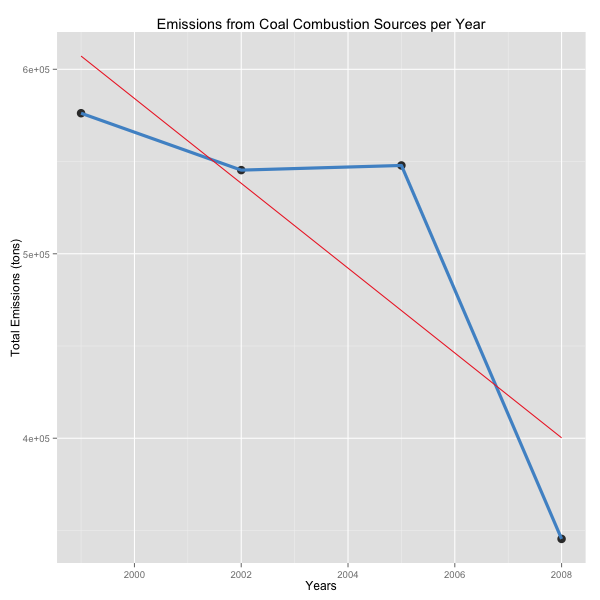 Emissions from Coal Combustion Sources per Year
Total Emissions (tons)
6e+05
5e+05
4e+05
2000 2002 2004 2006 2008
Years